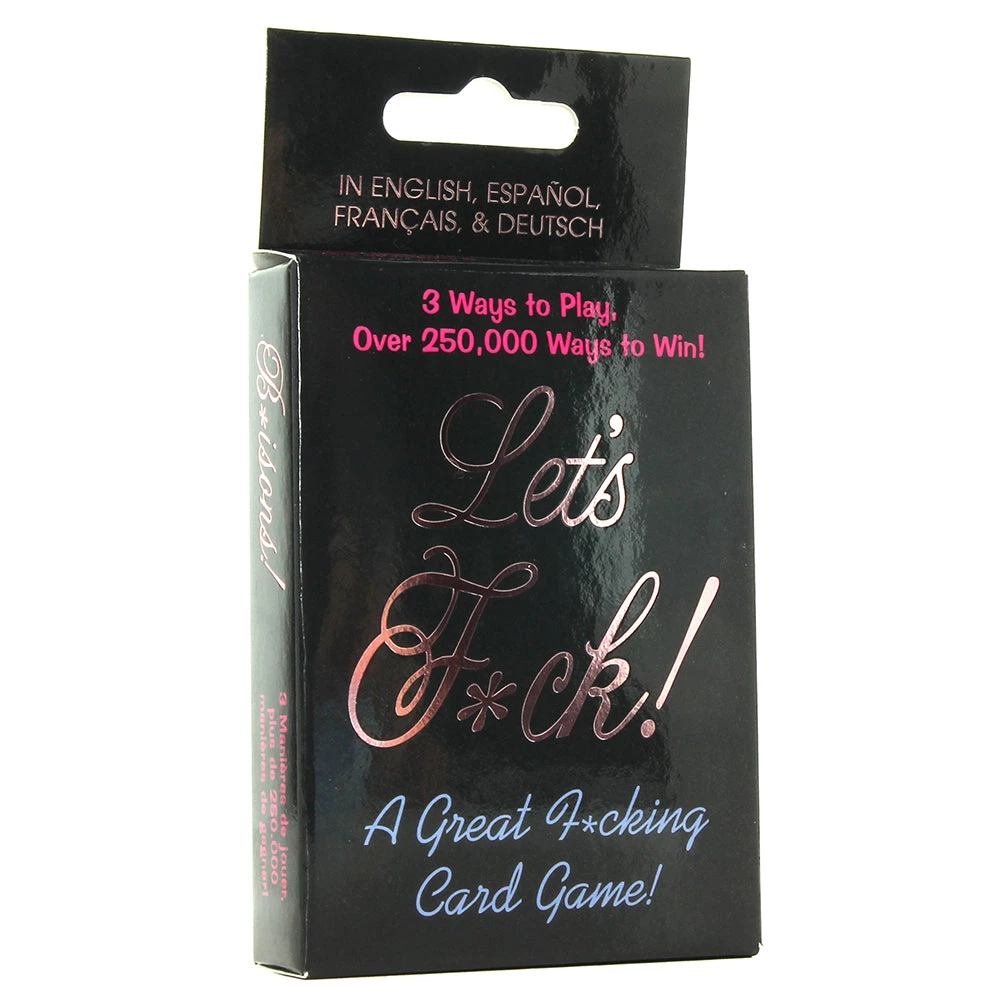 IN ENGLISH, ESPAÑOL,
FRANÇAIS, & DEUTSCH
3 Ways to Play,
Over 250,000 Ways to Win!
Let's
F*ck!
A Great F*cking
Card Game!
B*isons!
3 Manières de jouer,
plus de 250.000
manières de gagner!